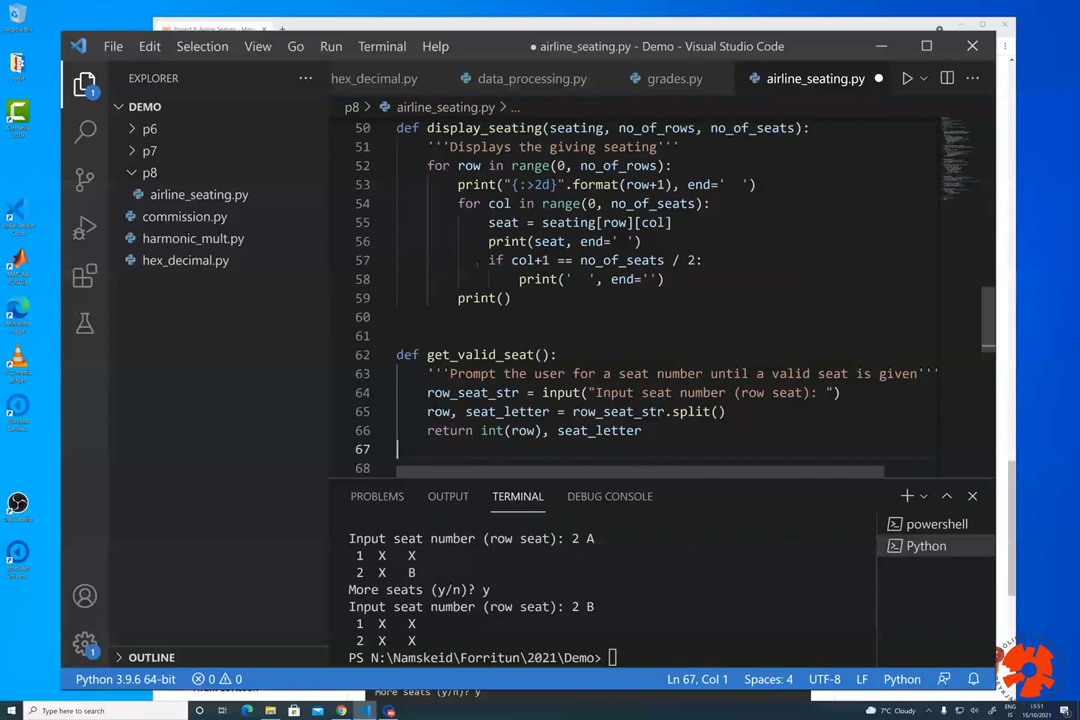 File Edit Selection View Go Run Terminal Help
airline_seating.py - Demo - Visual Studio Code
EXPLORER
hex_decimal.py data_processing.py grades.py airline_seating.py
DEMO
p6
p7
p8
airline_seating.py
commission.py
harmonic_mult.py
hex_decimal.py
OUTLINE
p8 > airline_seating.py > ...
50 def display_seating(seating, no_of_rows, no_of_seats):
51 '''Displays the giving seating'''
52 for row in range(0, no_of_rows):
53 print("{:>2d}".format(row+1), end='  ')
54 for col in range(0, no_of_seats):
55 seat = seating[row][col]
56 print(seat, end=' ')
57 if col+1 == no_of_seats / 2:
58 print('  ', end='')
59 print()
60
61
62 def get_valid_seat():
63 '''Prompt the user for a seat number until a valid seat is given'''
64 row_seat_str = input("Input seat number (row seat): ")
65 row, seat_letter = row_seat_str.split()
66 return int(row), seat_letter
67
68
PROBLEMS OUTPUT TERMINAL DEBUG CONSOLE
powershell
Python
Input seat number (row seat): 2 A
1 X X
2 X B
More seats (y/n)? y
Input seat number (row seat): 2 B
1 X X
2 X X
PS N:\Namskeid\Forritun\2021\Demo>
Python 3.9.6 64-bit 0 0 Ln 67, Col 1 Spaces: 4 UTF-8 LF Python
More seats (y/n)? y
Type here to search
7°C Cloudy
ENG
IS
13:51
15/10/2021